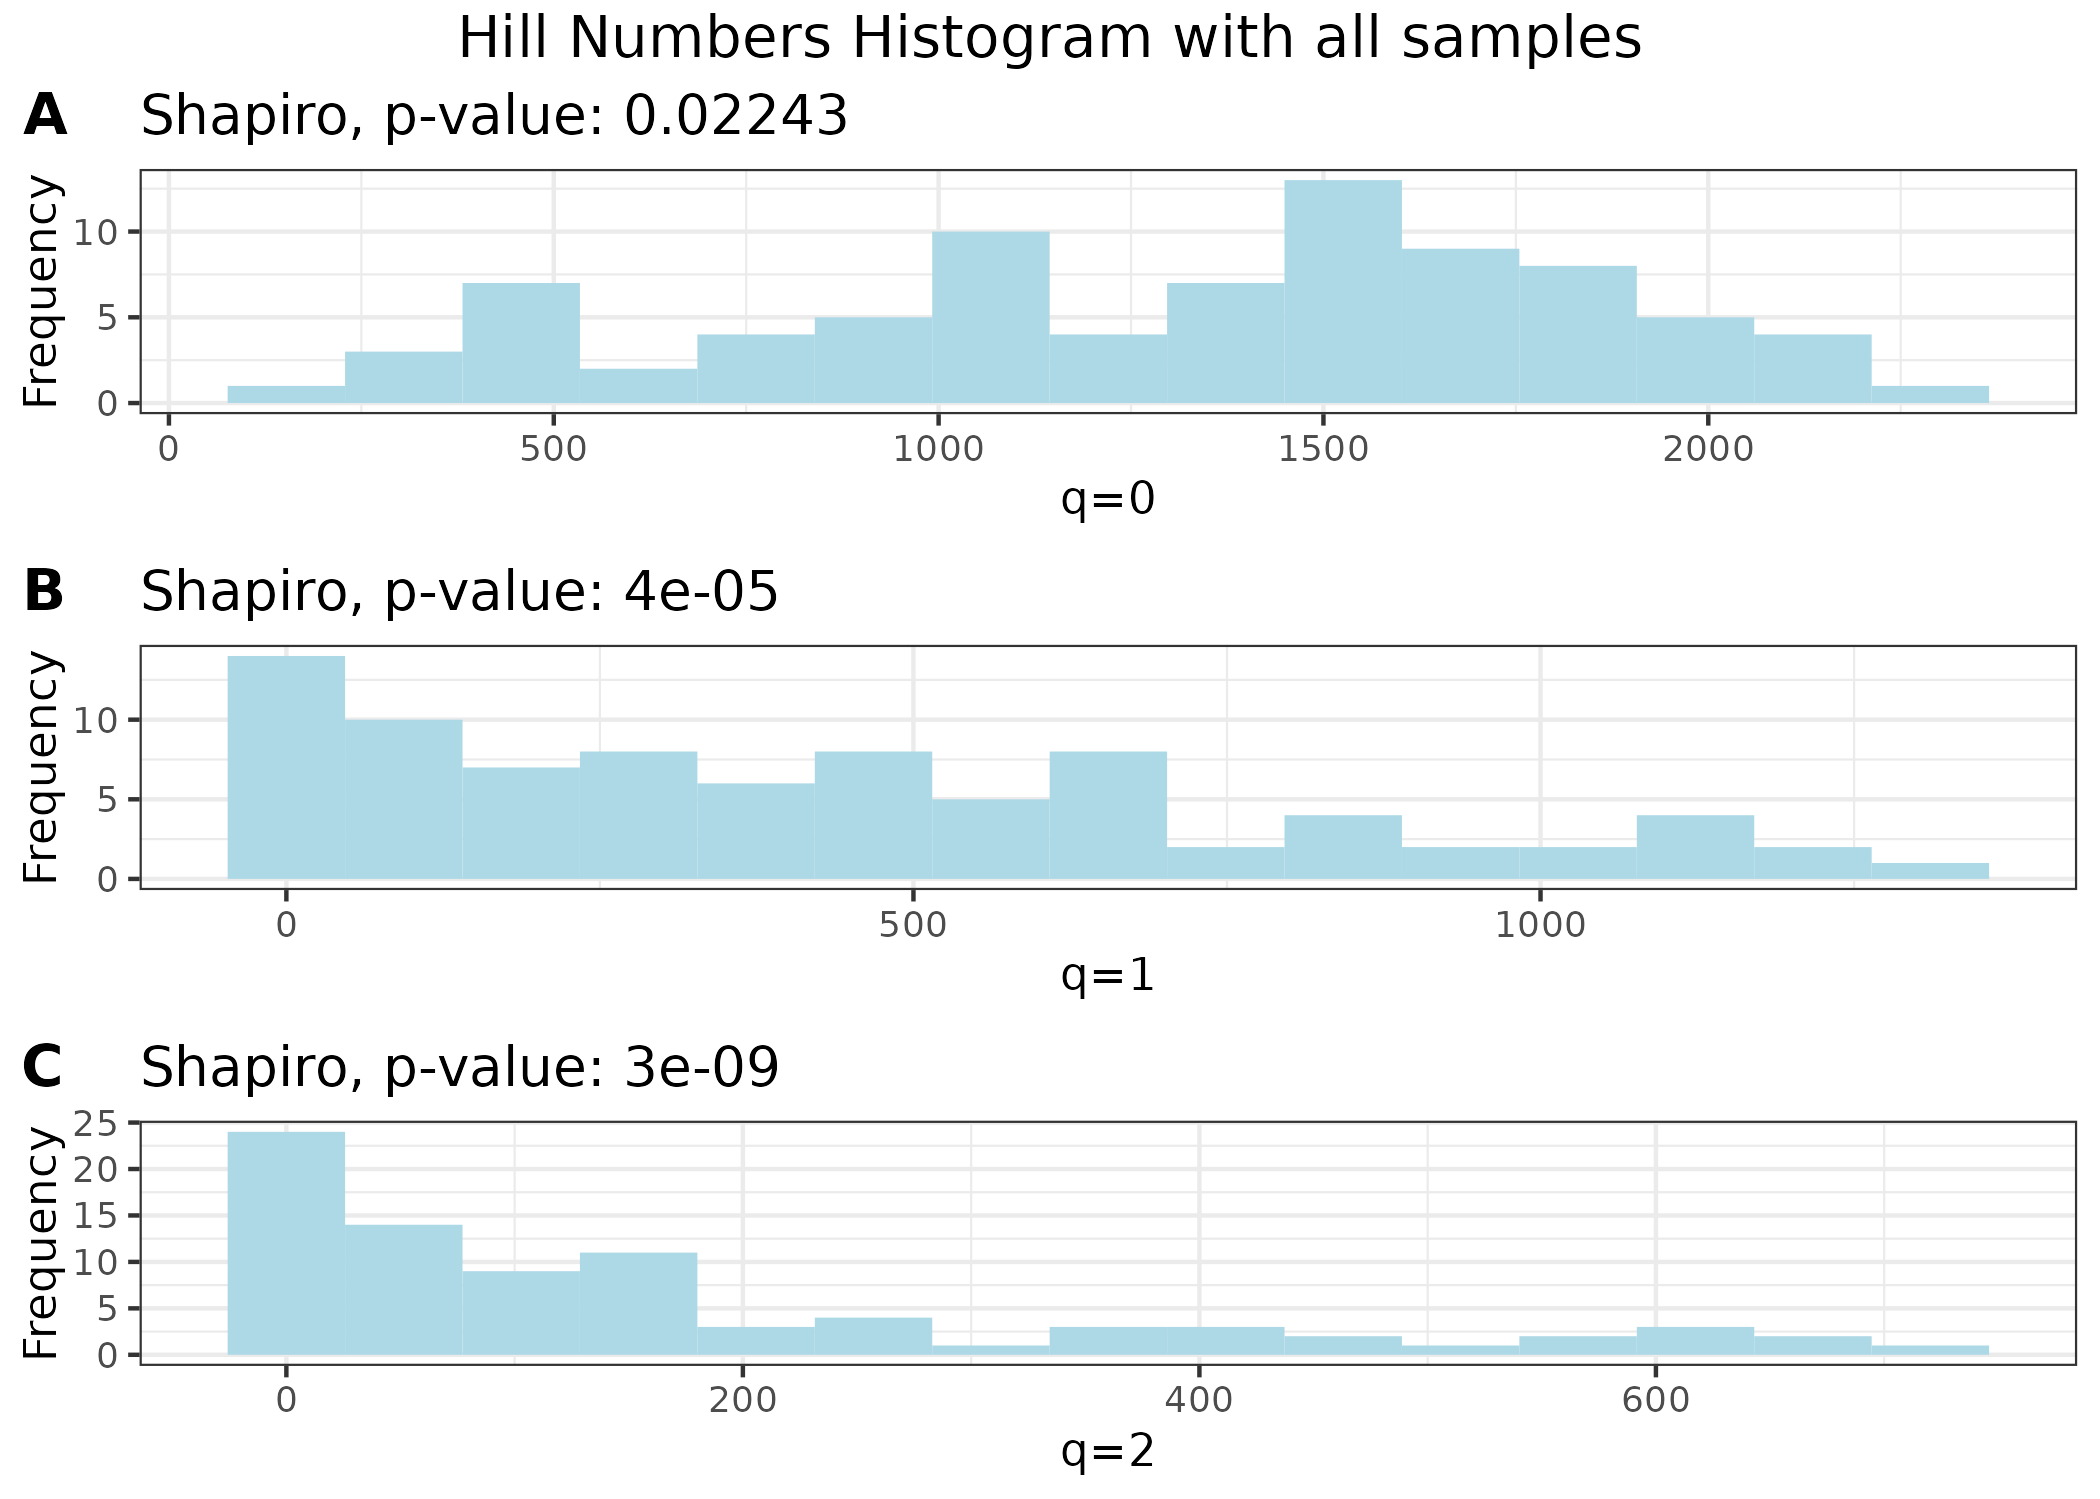 Hill Numbers Histogram with all samples
A Shapiro, p-value: 0.02243
Frequency
10
5
0
0 500 1000 1500 2000
q=0
B Shapiro, p-value: 4e-05
Frequency
10
5
0
0 500 1000
q=1
C Shapiro, p-value: 3e-09
Frequency
25
20
15
10
5
0
0 200 400 600
q=2